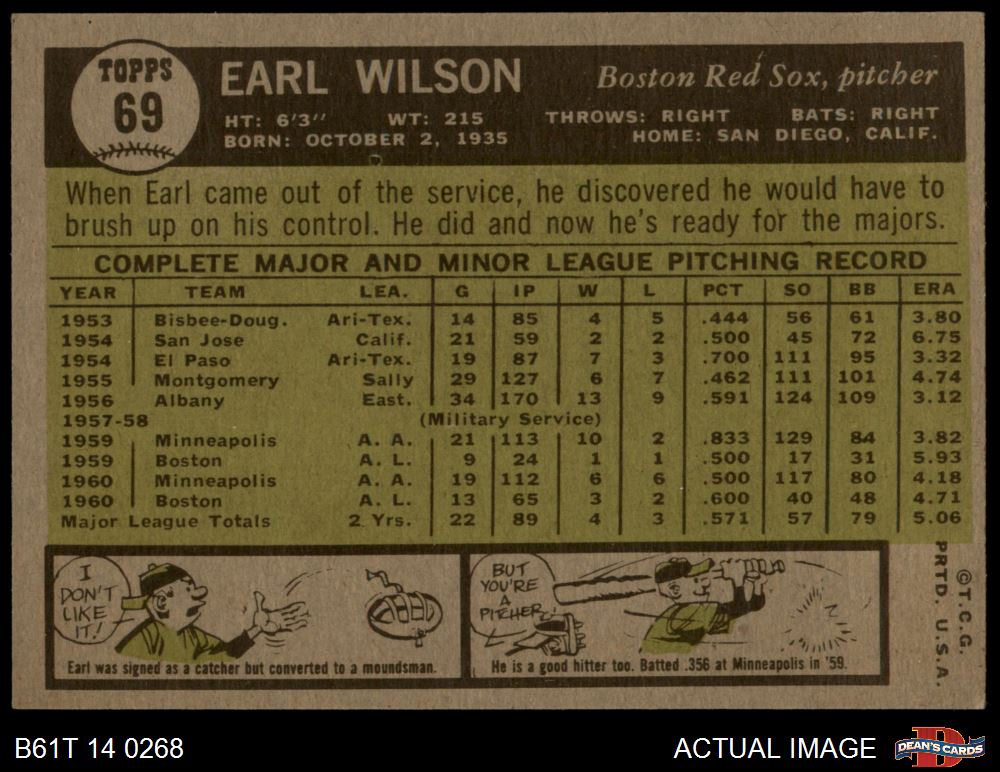 TOPPS
69
EARL WILSON
Boston Red Sox, pitcher
HT: 6'3" WT: 215 THROWS: RIGHT BATS: RIGHT
BORN: OCTOBER 2, 1935 HOME: SAN DIEGO, CALIF.
When Earl came out of the service, he discovered he would have to
brush up on his control. He did and now he's ready for the majors.
COMPLETE MAJOR AND MINOR LEAGUE PITCHING RECORD
YEAR TEAM LEA. G IP W L PCT SO BB ERA
1953 Bisbee-Doug. Ari-Tex. 14 85 4 5 .444 56 61 3.80
1954 San Jose Calif. 21 59 2 2 .500 45 72 6.75
1954 El Paso Ari-Tex. 19 87 7 3 .700 111 95 3.32
1955 Montgomery Sally 29 127 6 7 .462 111 101 4.74
1956 Albany East. 34 170 13 9 .591 124 109 3.12
1957-58 (Military Service)
1959 Minneapolis A. A. 21 113 10 2 .833 129 84 3.82
1959 Boston A. L. 9 24 1 1 .500 17 31 5.93
1960 Minneapolis A. A. 19 112 6 6 .500 117 80 4.18
1960 Boston A. L. 13 65 3 2 .600 40 48 4.71
Major League Totals 2 Yrs. 22 89 4 3 .571 57 79 5.06
I
DON'T
LIKE
IT!
Earl was signed as a catcher but converted to a moundsman.
BUT
YOU'RE
A
PITCHER
He is a good hitter too. Batted .356 at Minneapolis in '59.
© T.C.G.
PRTD. U.S.A.
B61T 14 0268
ACTUAL IMAGE
D
DEAN'S CARDS